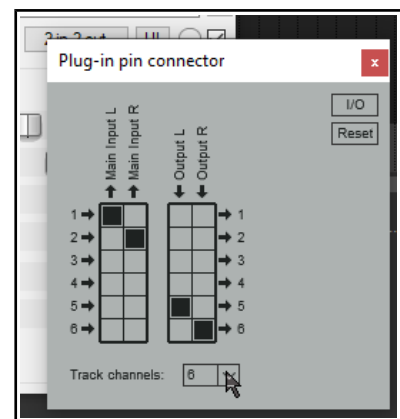 2 in 2 out UI
Plug-in pin connector x
I/O
Reset
Main Input L
Main Input R
Output L
Output R
1 1
2 2
3 3
4 4
5 5
6 6
Track channels: 6